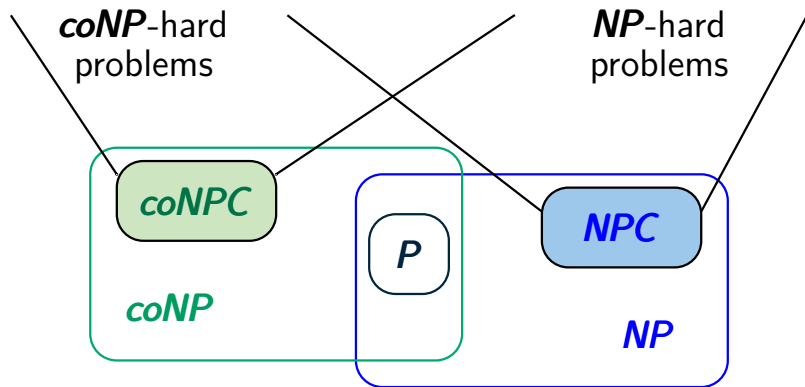 coNP-hard
problems
NP-hard
problems
coNPC
NPC
P
coNP
NP